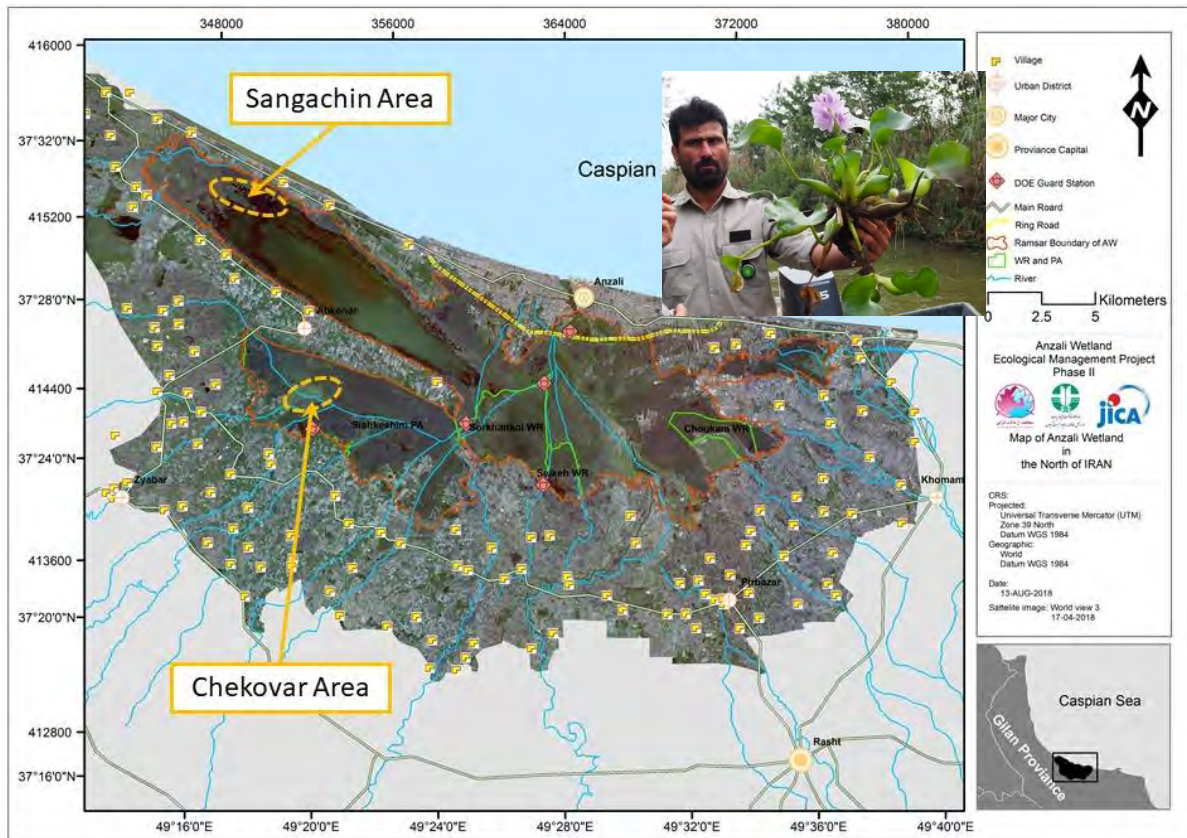 348000
356000
364000
372000
380000
416000
37°32'0"N
415200
37°28'0"N
414400
37°24'0"N
413600
37°20'0"N
412800
37°16'0"N
Sangachin Area
Caspian
Anzali
Abkenar
Siahkeshim PA
Sorkhankol WR
Choukam WR
Selkeh WR
Zyabar
Khomam
Pirbazar
Chekovar Area
Rasht
49°16'0"E
49°20'0"E
49°24'0"E
49°28'0"E
49°32'0"E
49°36'0"E
49°40'0"E
Village
Urban District
Major City
Proviance Capital
DOE Guard Station
Main Roard
Ring Road
Ramsar Boundary of AW
WR and PA
River
N
Kilometers
0 2.5 5
Anzali Wetland
Ecological Management Project
Phase II
jICA
Map of Anzali Wetland
in
the North of IRAN
CRS:
Projected:
Universal Transverse Mercator (UTM)
Zone 39 North
Datum WGS 1984
Geographic:
World
Datum WGS 1984
Date:
13-AUG-2018
Sattelite image: World view 3
17-04-2018
Caspian Sea
Gilan Proviance